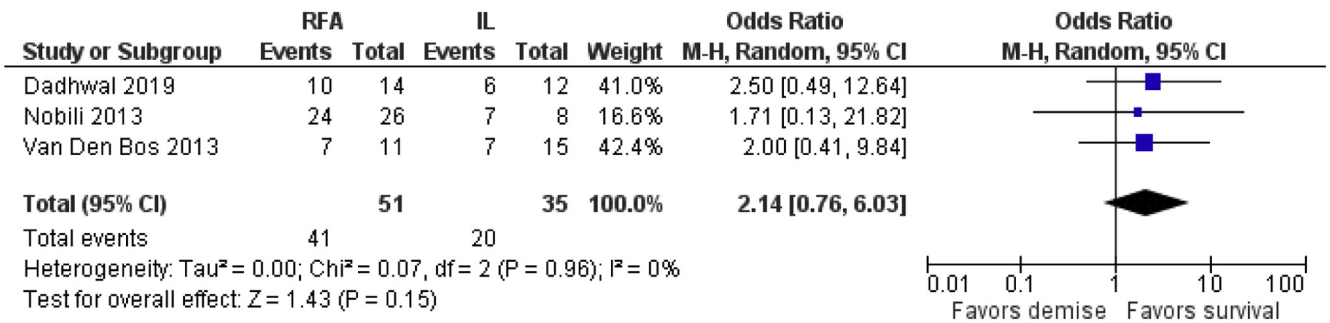 RFA IL Odds Ratio Odds Ratio
Study or Subgroup Events Total Events Total Weight M-H, Random, 95% CI M-H, Random, 95% CI
Dadhwal 2019 10 14 6 12 41.0% 2.50 [0.49, 12.64]
Nobili 2013 24 26 7 8 16.6% 1.71 [0.13, 21.82]
Van Den Bos 2013 7 11 7 15 42.4% 2.00 [0.41, 9.84]
Total (95% CI) 51 35 100.0% 2.14 [0.76, 6.03]
Total events 41 20
Heterogeneity: Tau² = 0.00; Chi² = 0.07, df = 2 (P = 0.96); I² = 0%
Test for overall effect: Z = 1.43 (P = 0.15)
0.01 0.1 1 10 100
Favors demise Favors survival